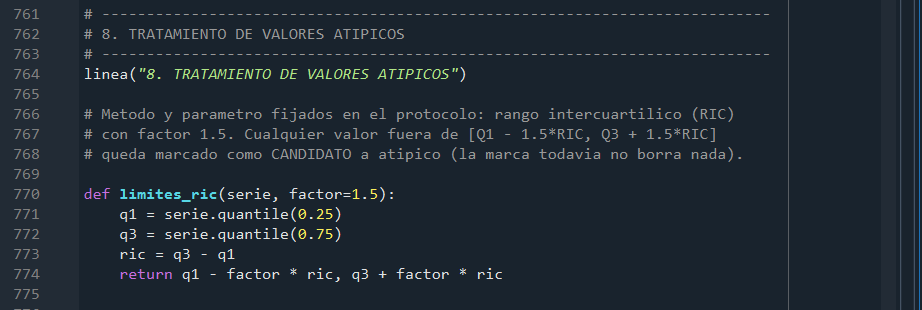 761 # ---------------------------------------------------------------------------
762 # 8. TRATAMIENTO DE VALORES ATIPICOS
763 # ---------------------------------------------------------------------------
764 linea("8. TRATAMIENTO DE VALORES ATIPICOS")
765
766 # Metodo y parametro fijados en el protocolo: rango intercuartilico (RIC)
767 # con factor 1.5. Cualquier valor fuera de [Q1 - 1.5*RIC, Q3 + 1.5*RIC]
768 # queda marcado como CANDIDATO a atipico (la marca todavia no borra nada).
769
770 def limites_ric(serie, factor=1.5):
771     q1 = serie.quantile(0.25)
772     q3 = serie.quantile(0.75)
773     ric = q3 - q1
774     return q1 - factor * ric, q3 + factor * ric
775